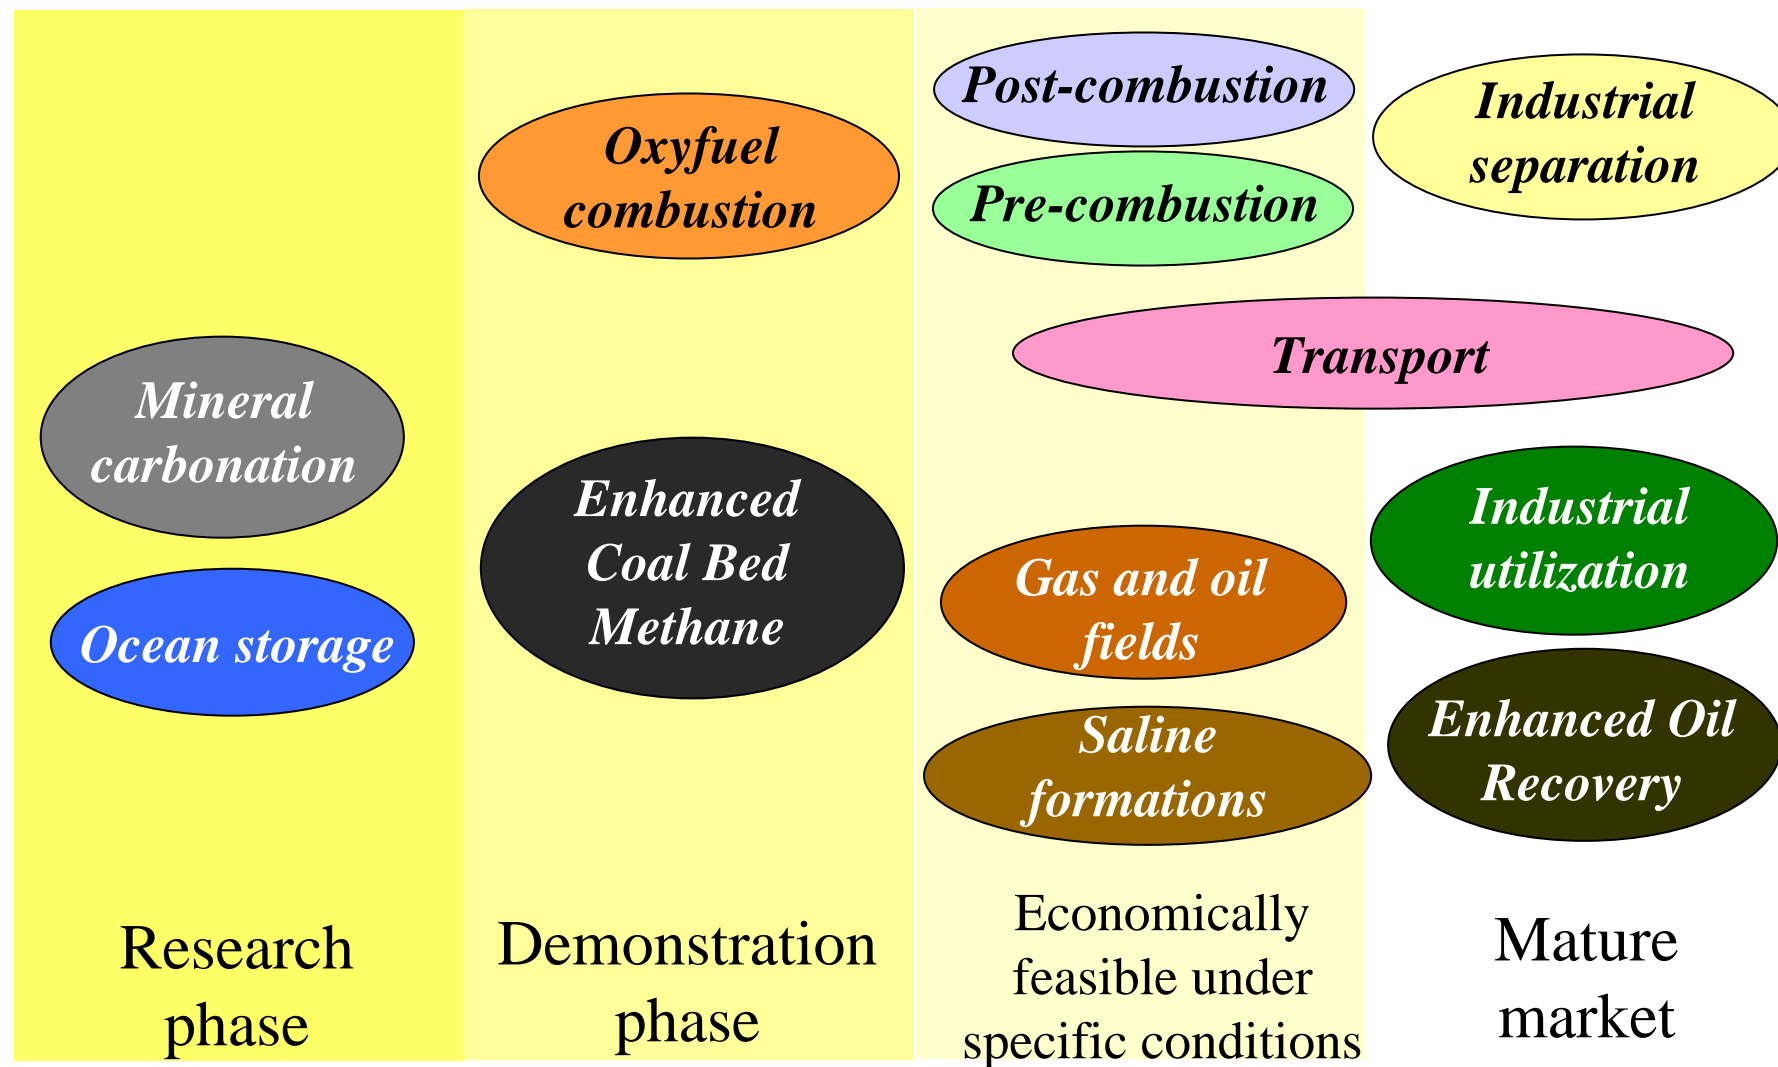 Post-combustion
Industrial
separation
Oxyfuel
combustion
Pre-combustion
Transport
Mineral
carbonation
Enhanced
Coal Bed
Methane
Industrial
utilization
Gas and oil
fields
Ocean storage
Saline
formations
Enhanced Oil
Recovery
Research
phase
Demonstration
phase
Economically
feasible under
specific conditions
Mature
market